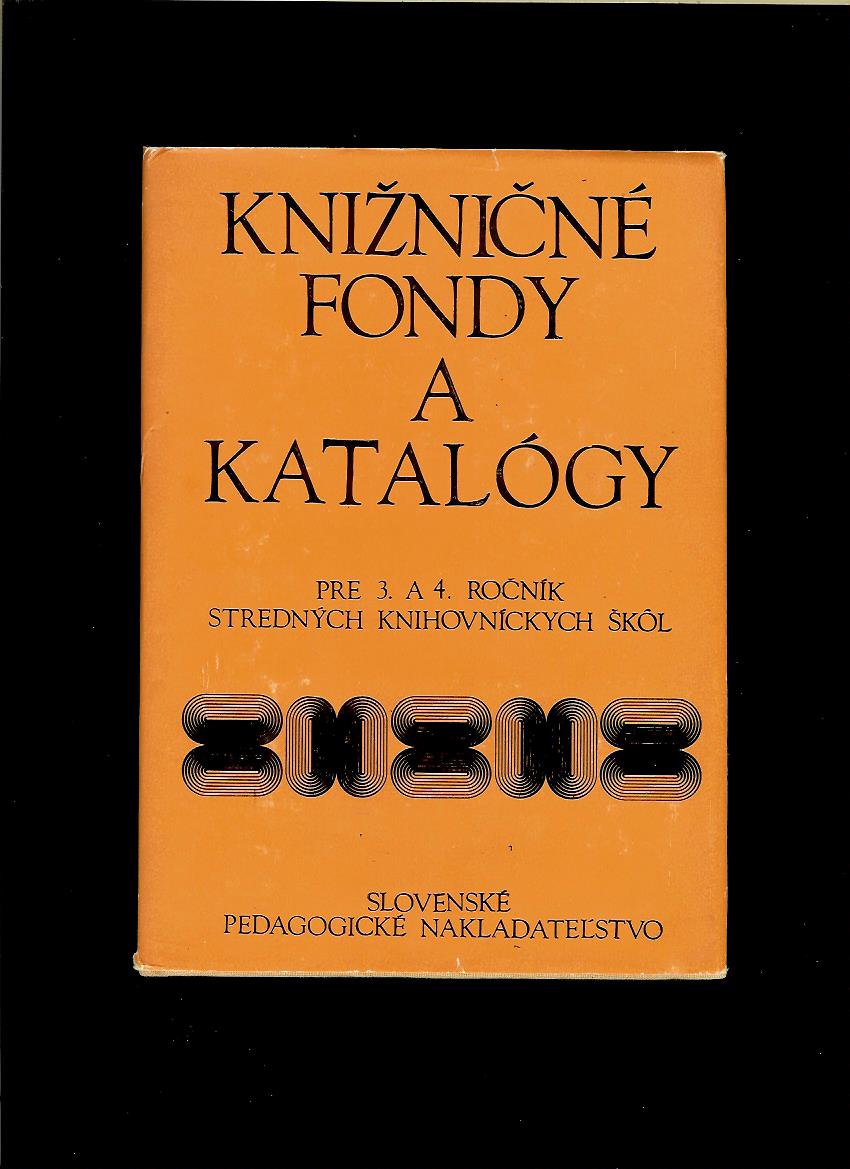 KNIŽNIČNÉ
FONDY
A
KATALÓGY
PRE 3. A 4. ROČNÍK
STREDNÝCH KNIHOVNÍCKYCH ŠKÔL
SLOVENSKÉ
PEDAGOGICKÉ NAKLADATEĽSTVO